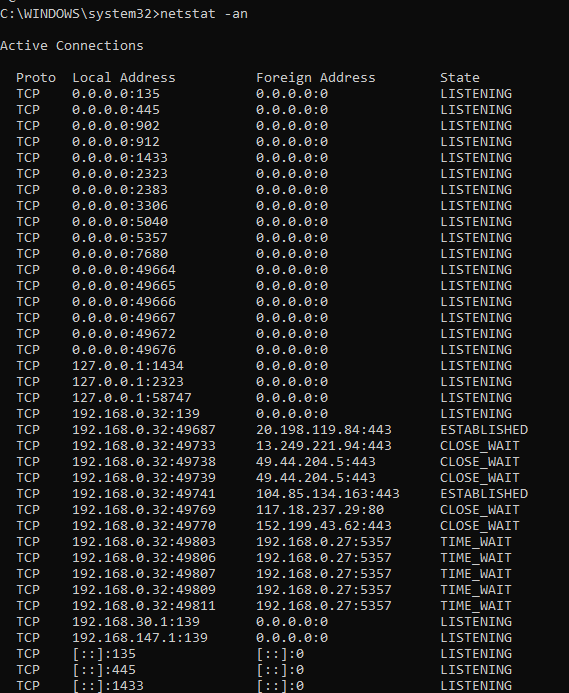 C:\WINDOWS\system32>netstat -an
Active Connections
Proto Local Address Foreign Address State
TCP 0.0.0.0:135 0.0.0.0:0 LISTENING
TCP 0.0.0.0:445 0.0.0.0:0 LISTENING
TCP 0.0.0.0:902 0.0.0.0:0 LISTENING
TCP 0.0.0.0:912 0.0.0.0:0 LISTENING
TCP 0.0.0.0:1433 0.0.0.0:0 LISTENING
TCP 0.0.0.0:2323 0.0.0.0:0 LISTENING
TCP 0.0.0.0:2383 0.0.0.0:0 LISTENING
TCP 0.0.0.0:3306 0.0.0.0:0 LISTENING
TCP 0.0.0.0:5040 0.0.0.0:0 LISTENING
TCP 0.0.0.0:5357 0.0.0.0:0 LISTENING
TCP 0.0.0.0:7680 0.0.0.0:0 LISTENING
TCP 0.0.0.0:49664 0.0.0.0:0 LISTENING
TCP 0.0.0.0:49665 0.0.0.0:0 LISTENING
TCP 0.0.0.0:49666 0.0.0.0:0 LISTENING
TCP 0.0.0.0:49667 0.0.0.0:0 LISTENING
TCP 0.0.0.0:49672 0.0.0.0:0 LISTENING
TCP 0.0.0.0:49676 0.0.0.0:0 LISTENING
TCP 127.0.0.1:1434 0.0.0.0:0 LISTENING
TCP 127.0.0.1:2323 0.0.0.0:0 LISTENING
TCP 127.0.0.1:58747 0.0.0.0:0 LISTENING
TCP 192.168.0.32:139 0.0.0.0:0 LISTENING
TCP 192.168.0.32:49687 20.198.119.84:443 ESTABLISHED
TCP 192.168.0.32:49733 13.249.221.94:443 CLOSE_WAIT
TCP 192.168.0.32:49738 49.44.204.5:443 CLOSE_WAIT
TCP 192.168.0.32:49739 49.44.204.5:443 CLOSE_WAIT
TCP 192.168.0.32:49741 104.85.134.163:443 ESTABLISHED
TCP 192.168.0.32:49769 117.18.237.29:80 CLOSE_WAIT
TCP 192.168.0.32:49770 152.199.43.62:443 CLOSE_WAIT
TCP 192.168.0.32:49803 192.168.0.27:5357 TIME_WAIT
TCP 192.168.0.32:49806 192.168.0.27:5357 TIME_WAIT
TCP 192.168.0.32:49807 192.168.0.27:5357 TIME_WAIT
TCP 192.168.0.32:49809 192.168.0.27:5357 TIME_WAIT
TCP 192.168.0.32:49811 192.168.0.27:5357 TIME_WAIT
TCP 192.168.30.1:139 0.0.0.0:0 LISTENING
TCP 192.168.147.1:139 0.0.0.0:0 LISTENING
TCP [::]:135 [::]:0 LISTENING
TCP [::]:445 [::]:0 LISTENING
TCP [::]:1433 [::]:0 LISTENING